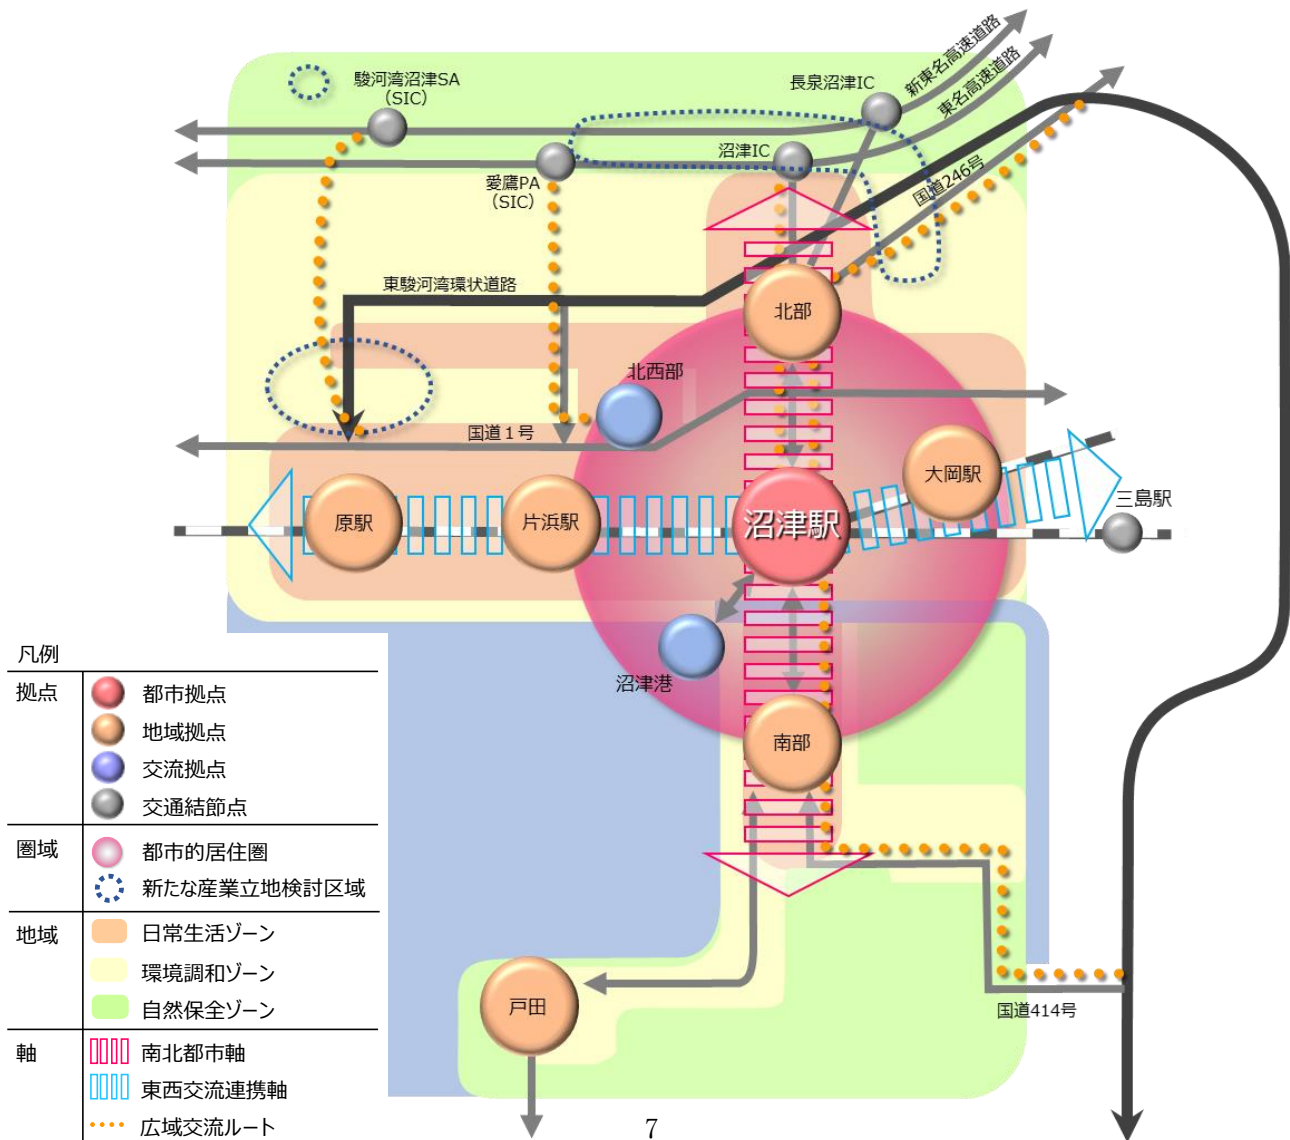 駿河湾沼津SA
（SIC）
長泉沼津IC
新東名高速道路
東名高速道路
沼津IC
愛鷹PA
（SIC）
国道246号
東駿河湾環状道路
北部
北西部
国道１号
大岡駅
三島駅
原駅
片浜駅
沼津駅
沼津港
南部
戸田
国道414号
凡例
拠点
都市拠点
地域拠点
交流拠点
交通結節点
圏域
都市的居住圏
新たな産業立地検討区域
地域
日常生活ゾーン
環境調和ゾーン
自然保全ゾーン
軸
南北都市軸
東西交流連携軸
広域交流ルート
7